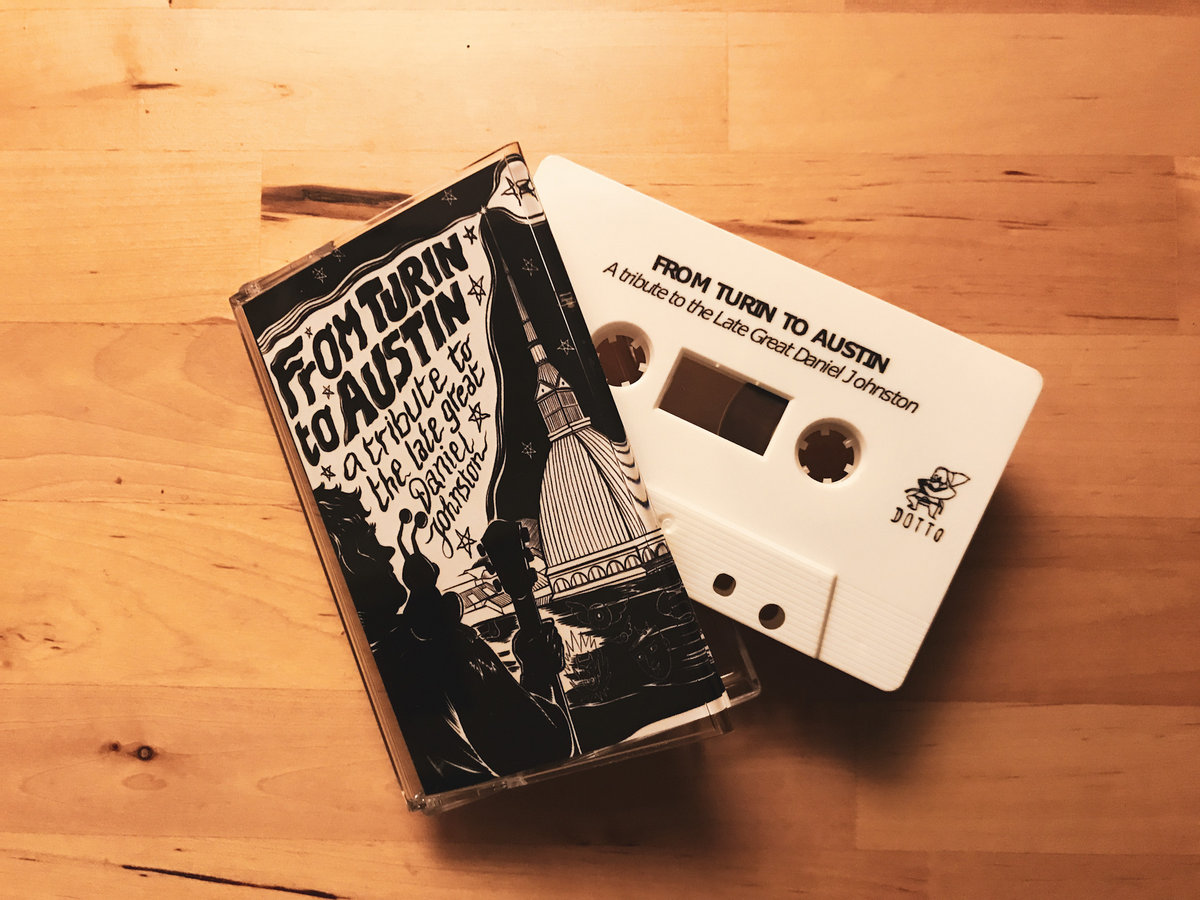 FROM TURIN
to AUSTIN
a tribute to
the late great
Daniel
johnston
FROM TURIN TO AUSTIN
A tribute to the Late Great Daniel Johnston
DOTTO